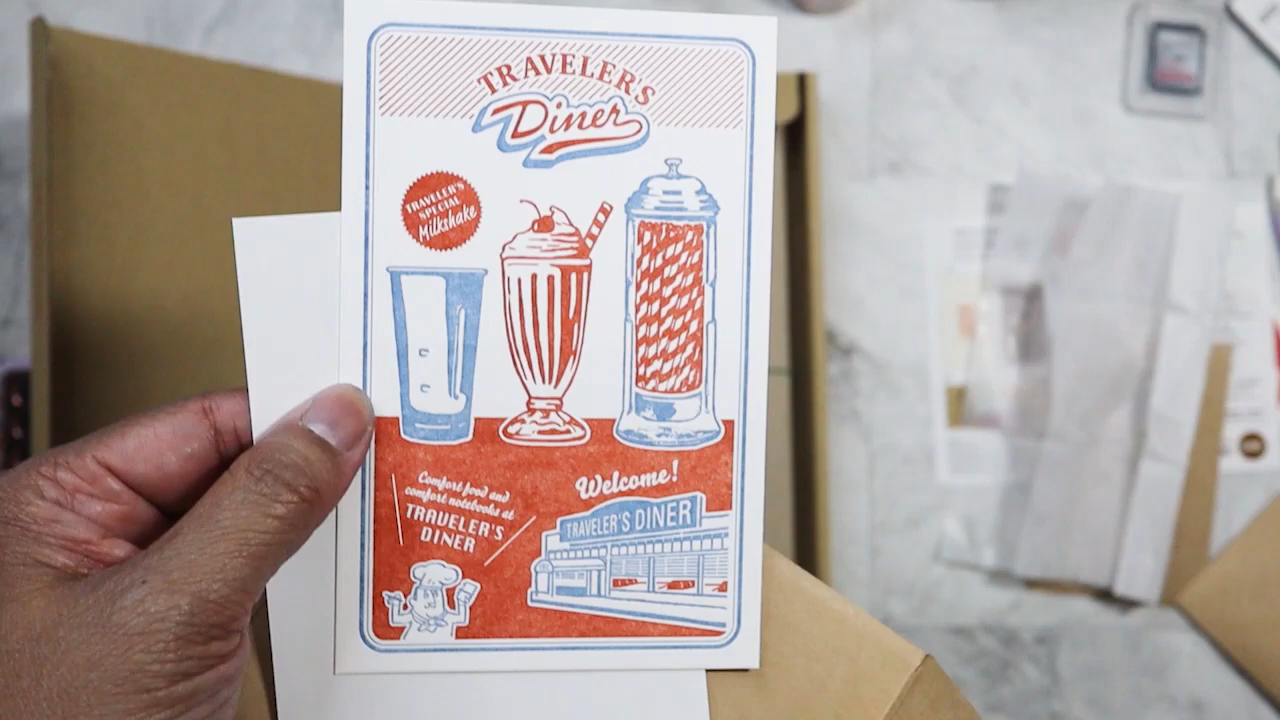 TRAVELER'S
Diner
TRAVELER'S
SPECIAL
Milkshake
Comfort food and
comfort notebooks at
TRAVELER'S
DINER
Welcome!
TRAVELER'S DINER